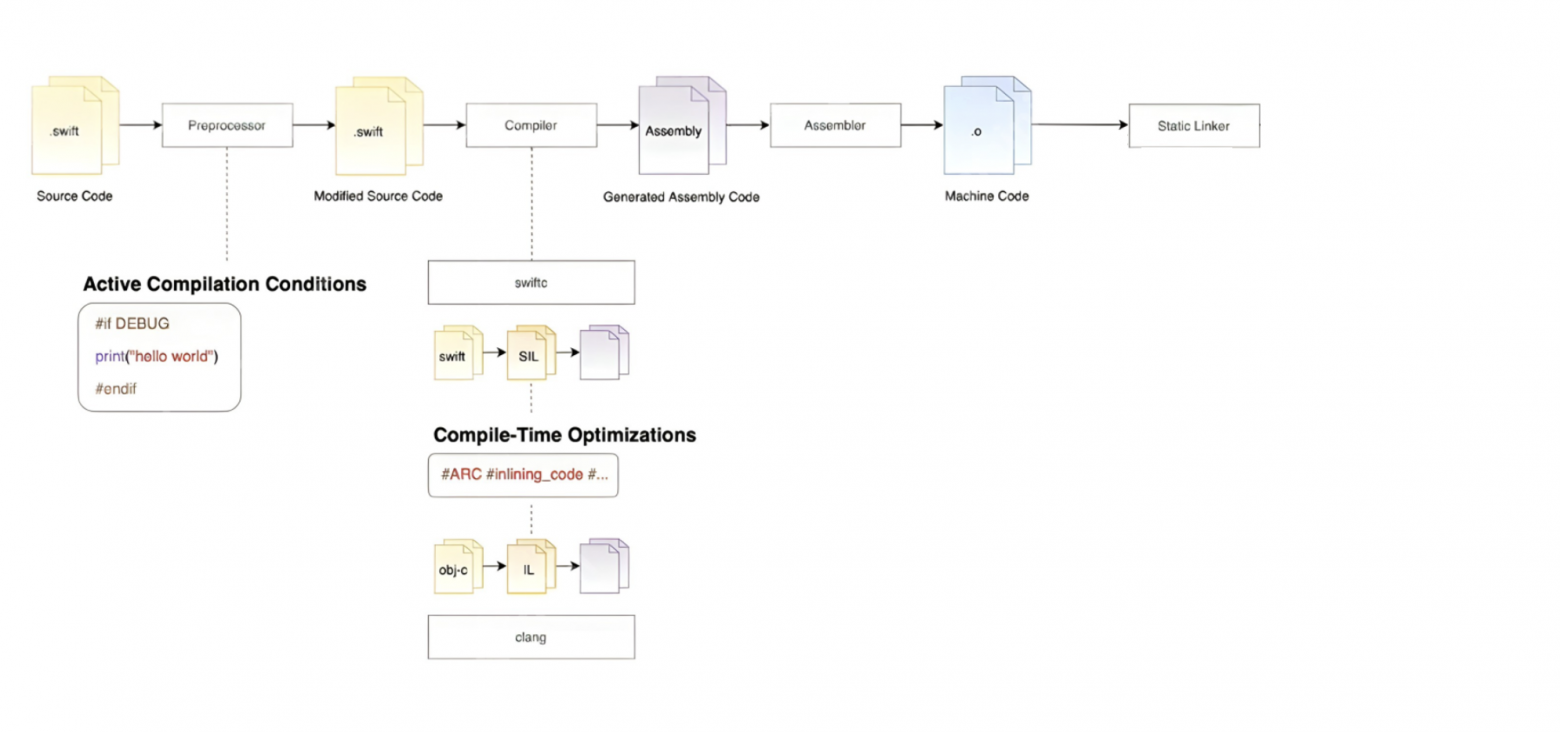 .swift
Preprocessor
.swift
Compiler
Assembly
Assembler
.o
Static Linker
Source Code
Modified Source Code
Generated Assembly Code
Machine Code
Active Compilation Conditions
#if DEBUG
print("hello world")
#endif
swiftc
swift
SIL
Compile-Time Optimizations
#ARC #inlining_code #...
obj-c
IL
clang